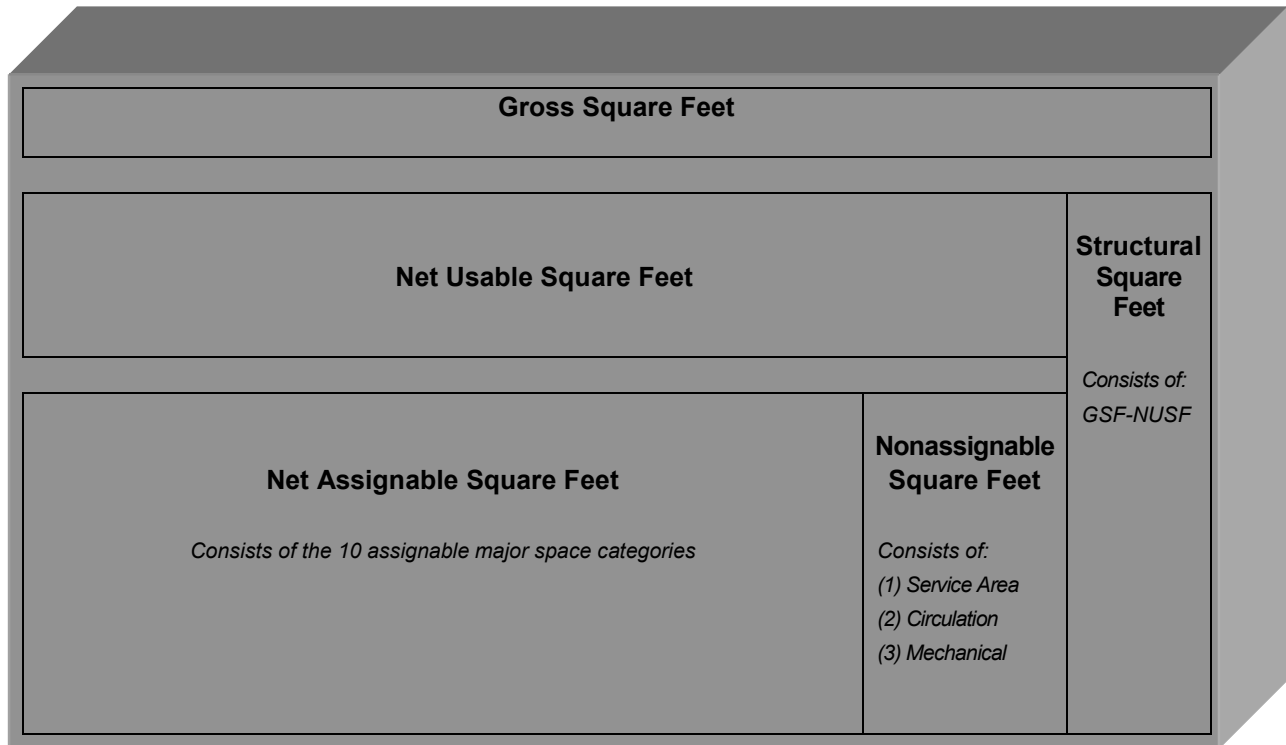 Gross Square Feet
Net Usable Square Feet
Structural
Square
Feet
Consists of:
GSF-NUSF
Net Assignable Square Feet
Consists of the 10 assignable major space categories
Nonassignable
Square Feet
Consists of:
(1) Service Area
(2) Circulation
(3) Mechanical